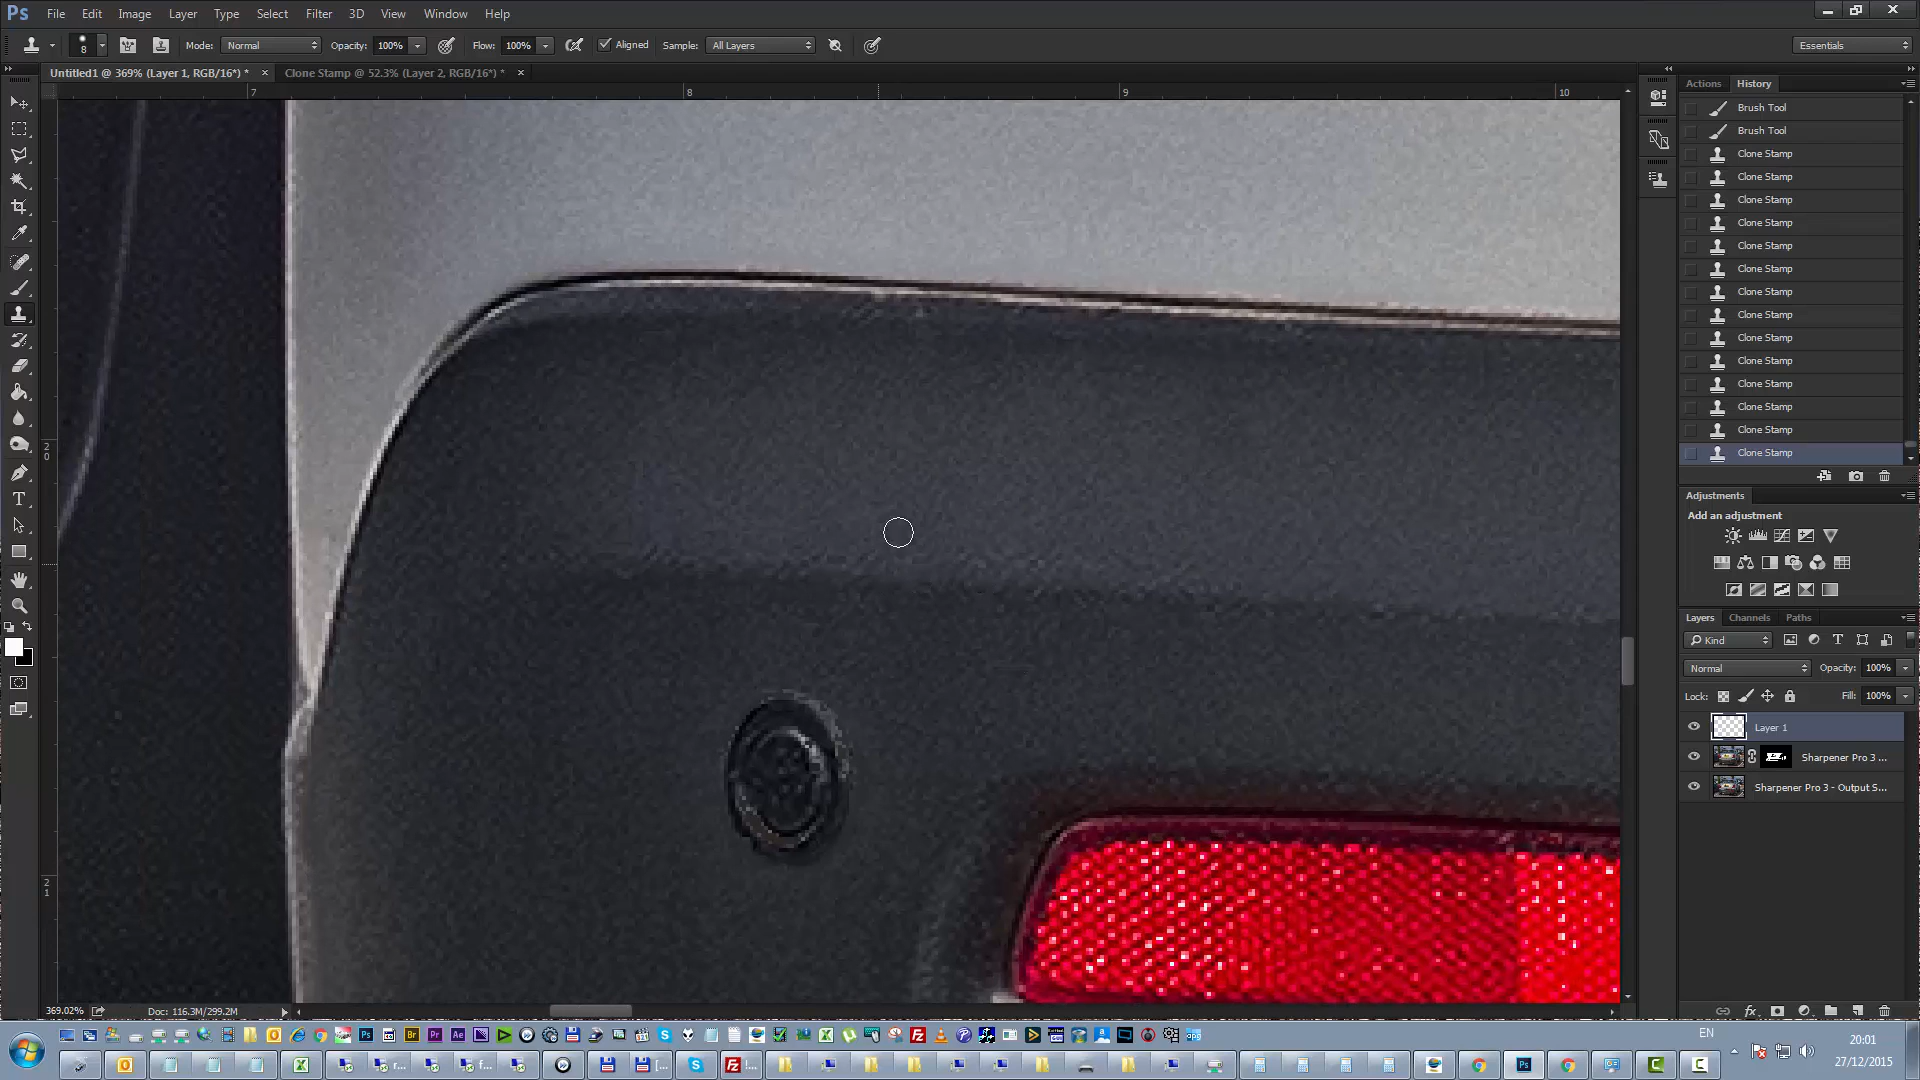 Ps File Edit Image Layer Type Select Filter 3D View Window Help
8 Mode: Normal Opacity: 100% Flow: 100% Aligned Sample: All Layers Essentials
Untitled1 @ 369% (Layer 1, RGB/16*) * × Clone Stamp @ 52.3% (Layer 2, RGB/16*) * ×
7 8 9 10
Actions History
Brush Tool
Brush Tool
Clone Stamp
Clone Stamp
Clone Stamp
Clone Stamp
Clone Stamp
Clone Stamp
Clone Stamp
Clone Stamp
Clone Stamp
Clone Stamp
Clone Stamp
Clone Stamp
Clone Stamp
Clone Stamp
2
0
Adjustments
Add an adjustment
Layers Channels Paths
Kind
Normal Opacity: 100%
Lock: Fill: 100%
Layer 1
Sharpener Pro 3 ...
Sharpener Pro 3 - Output S...
2
1
369.02% Doc: 116.3M/299.2M
EN
20:01
27/12/2015